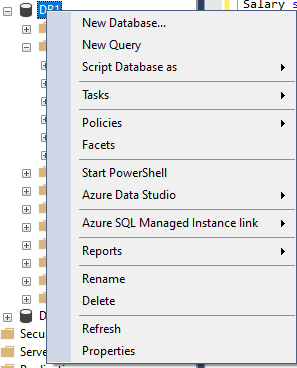 DB1
Salary
New Database...
New Query
Script Database as
Tasks
Policies
Facets
Start PowerShell
Azure Data Studio
Azure SQL Managed Instance link
Reports
Rename
Delete
Refresh
Properties
D
Secu
Serve